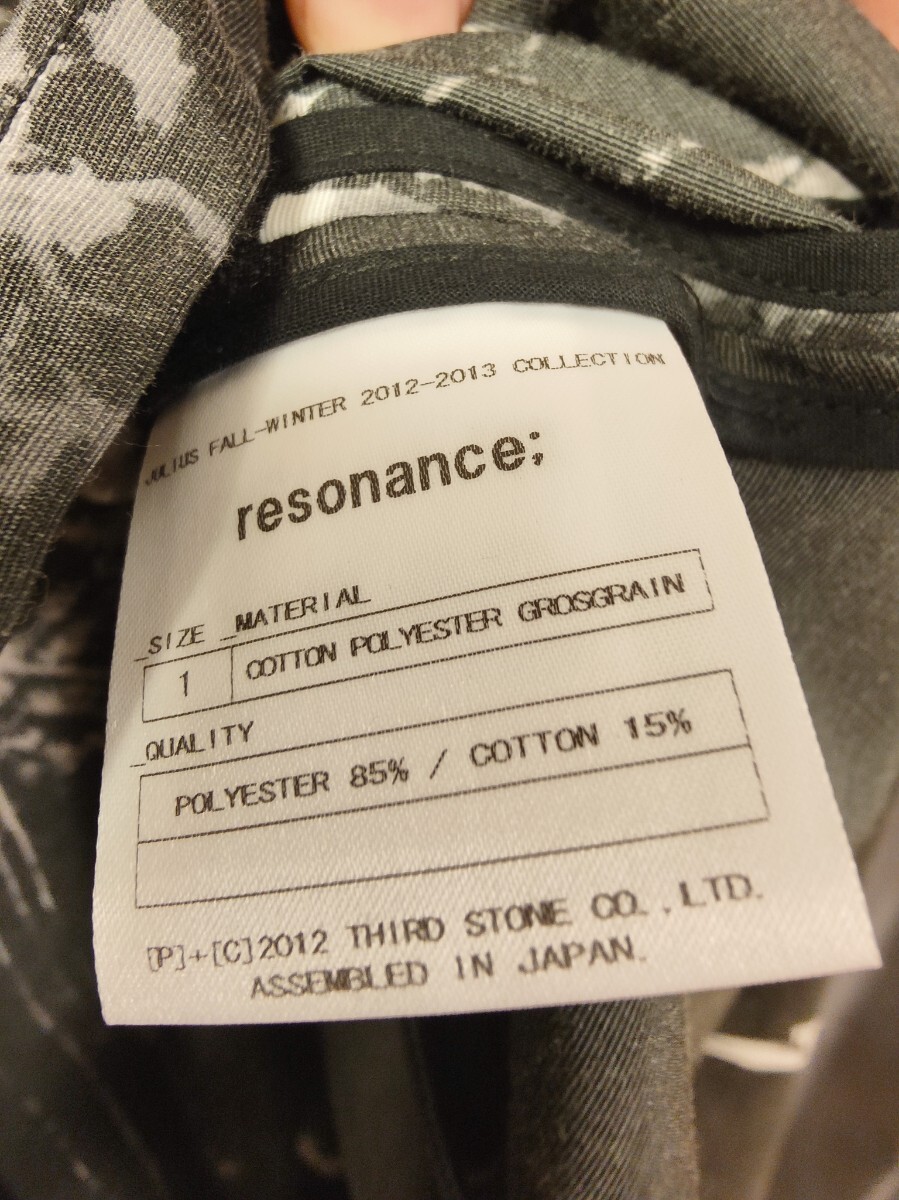 JULIUS FALL-WINTER 2012-2013 COLLECTION
resonance;
_SIZE _MATERIAL
1 COTTON POLYESTER GROSGRAIN
_QUALITY
POLYESTER 85% / COTTON 15%
[P]+[C]2012 THIRD STONE CO.,LTD.
ASSEMBLED IN JAPAN.